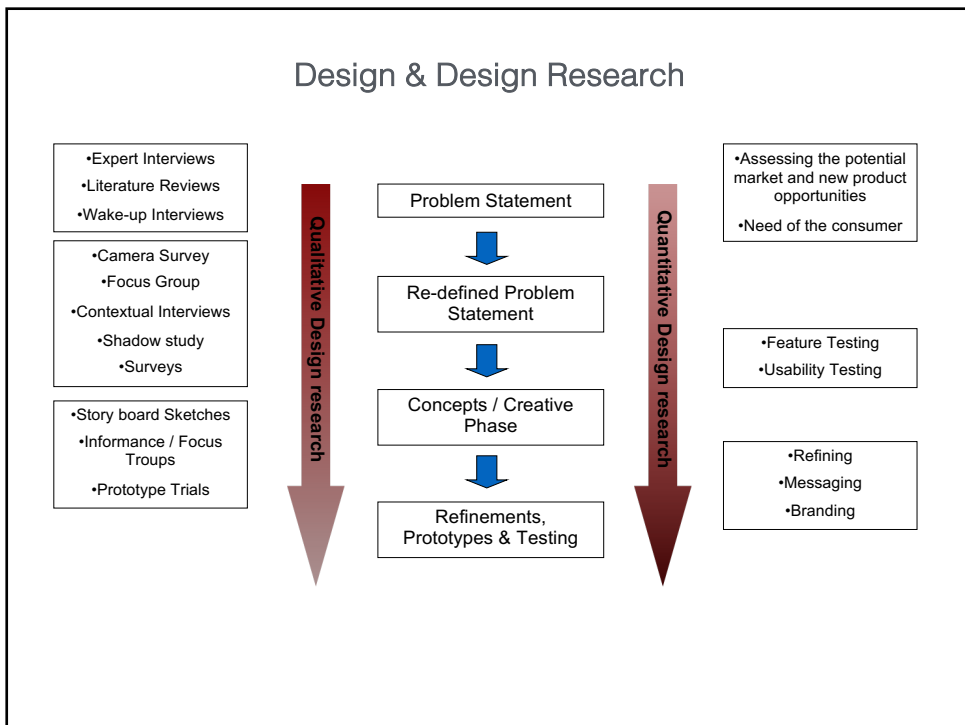 Design & Design Research
•Expert Interviews
•Literature Reviews
•Wake-up Interviews
•Camera Survey
•Focus Group
•Contextual Interviews
•Shadow study
•Surveys
•Story board Sketches
•Informance / Focus
Troups
•Prototype Trials
Qualitative Design research
Problem Statement
Re-defined Problem
Statement
Concepts / Creative
Phase
Refinements,
Prototypes & Testing
Quantitative Design research
•Assessing the potential
market and new product
opportunities
•Need of the consumer
•Feature Testing
•Usability Testing
•Refining
•Messaging
•Branding